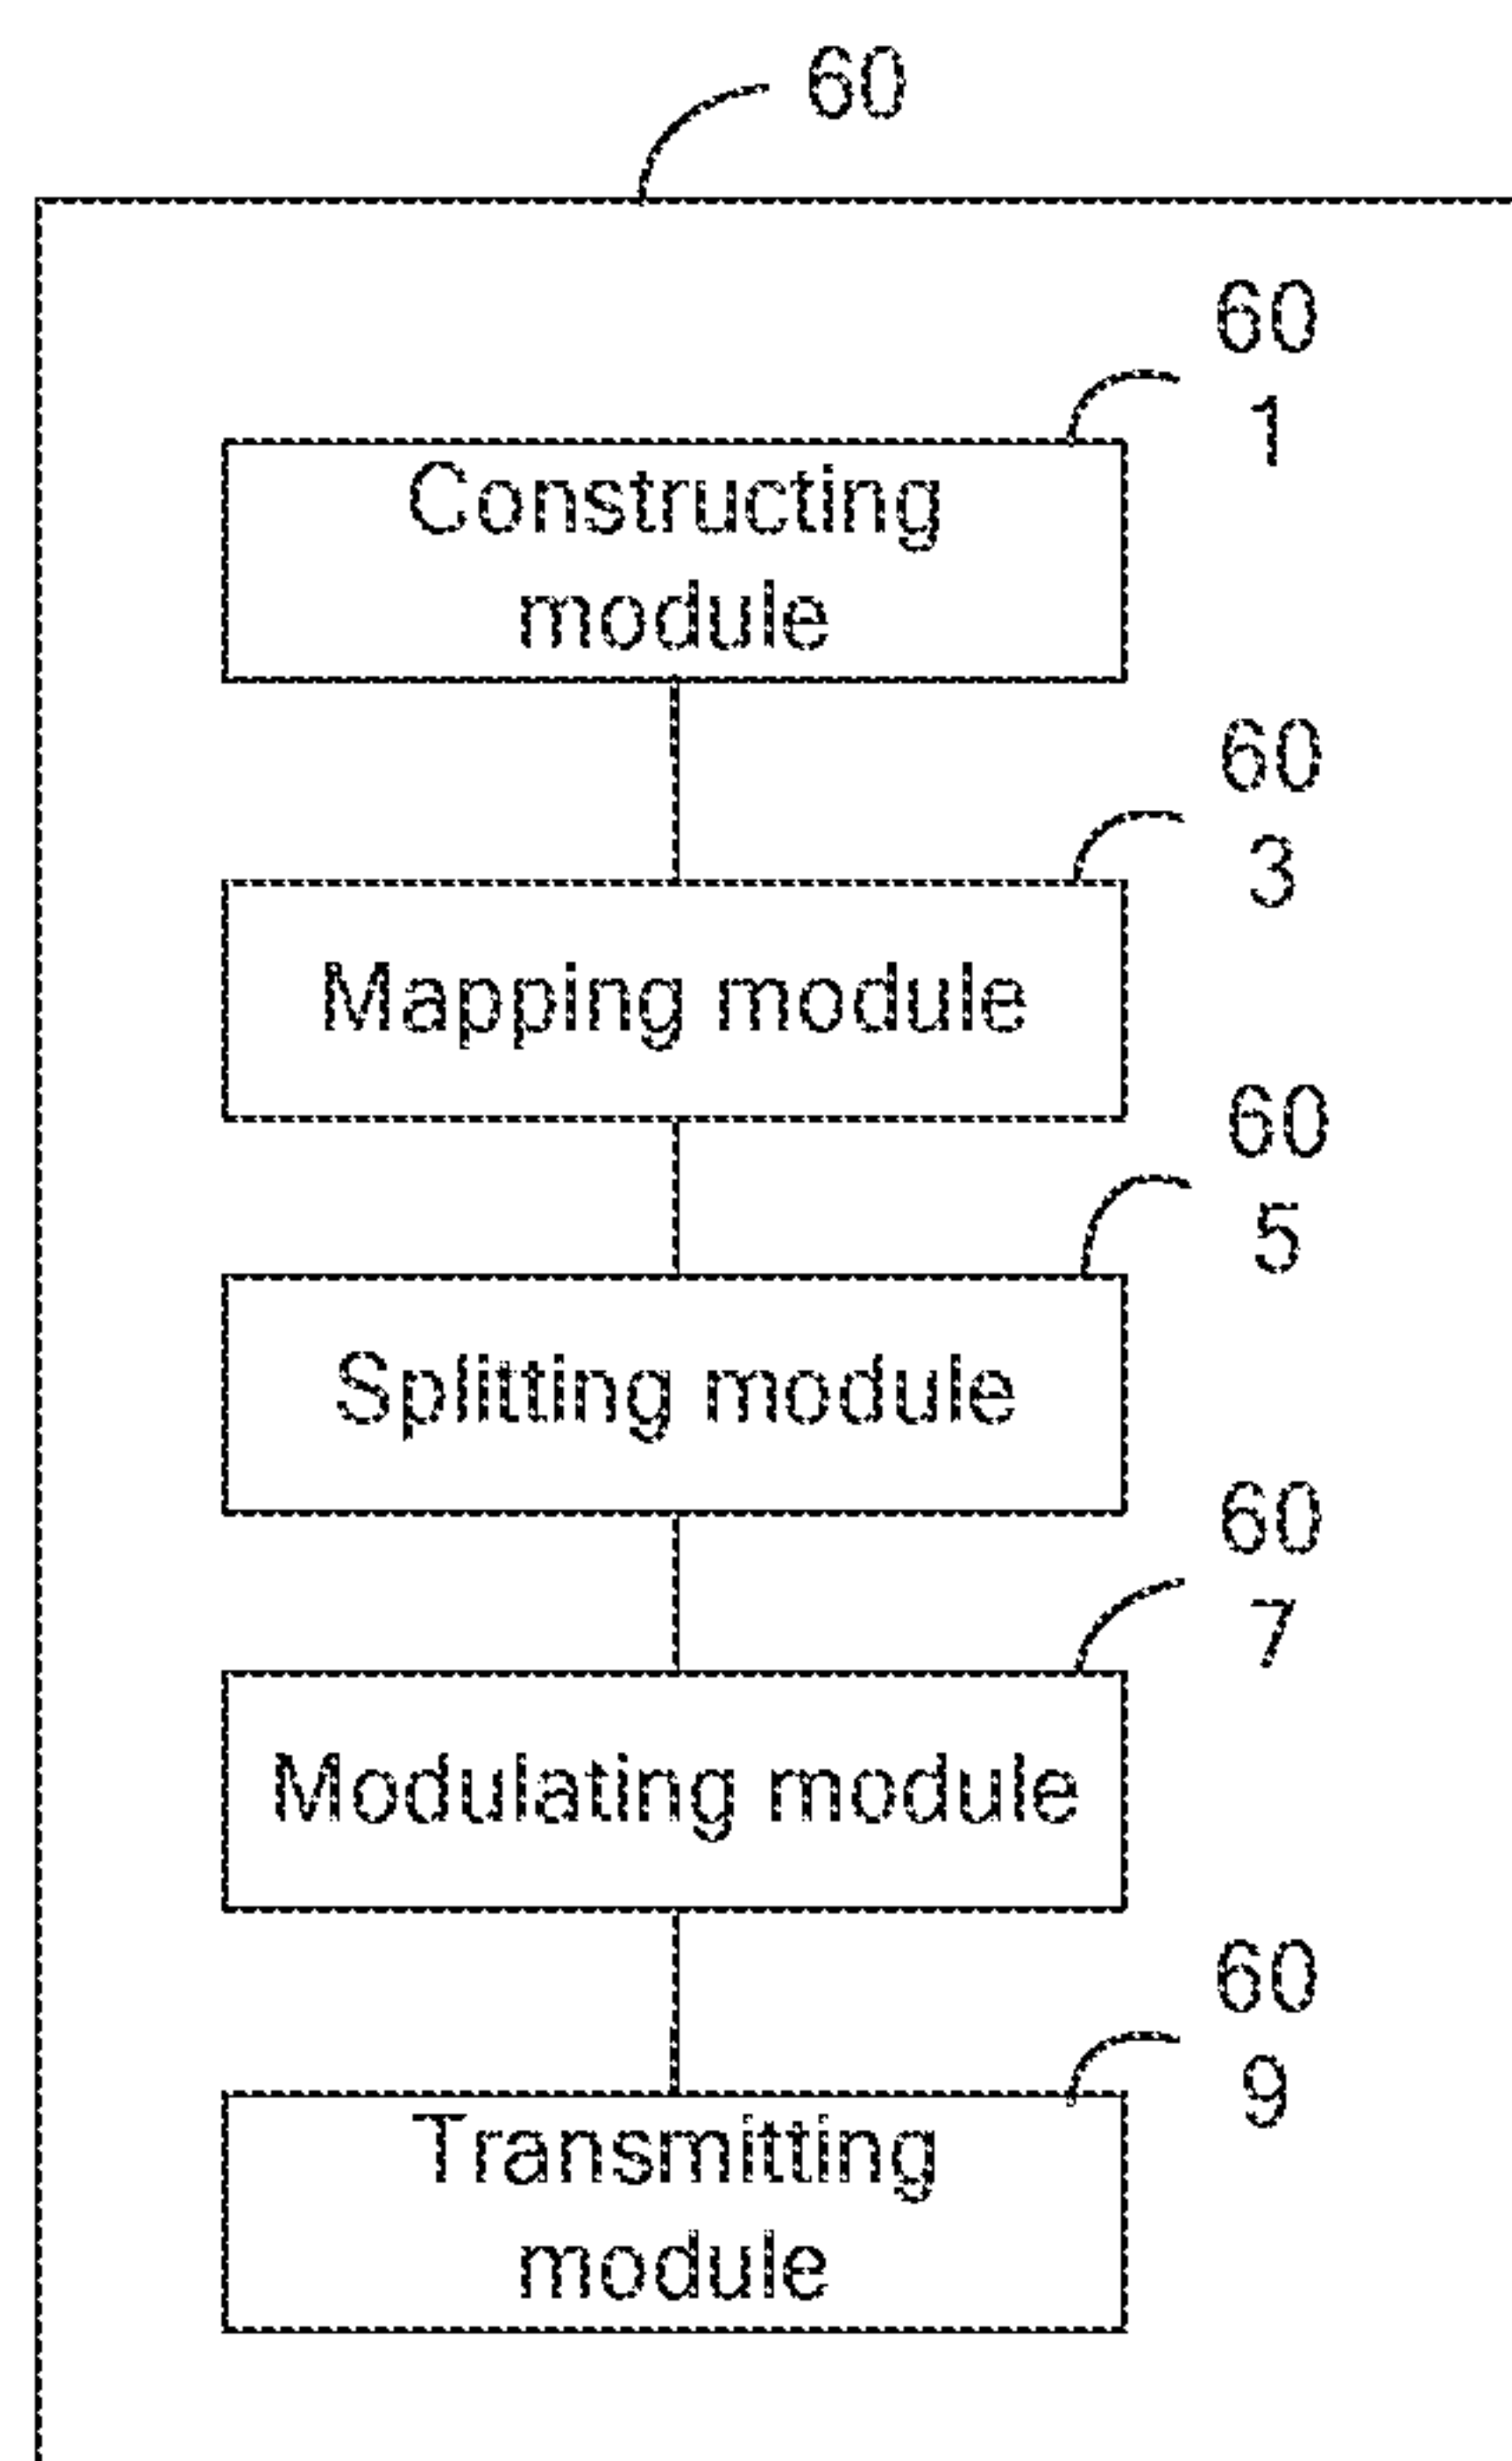 60
60
1
Constructing
module
60
3
Mapping module
60
5
Splitting module
60
7
Modulating module
60
9
Transmitting
module